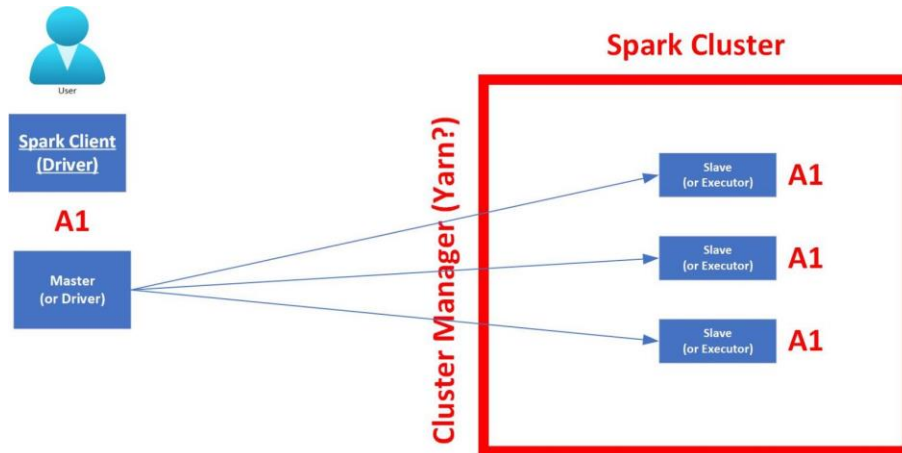 User
Spark Client
(Driver)
A1
Master
(or Driver)
Cluster Manager (Yarn?)
Spark Cluster
Slave
(or Executor)
A1
Slave
(or Executor)
A1
Slave
(or Executor)
A1